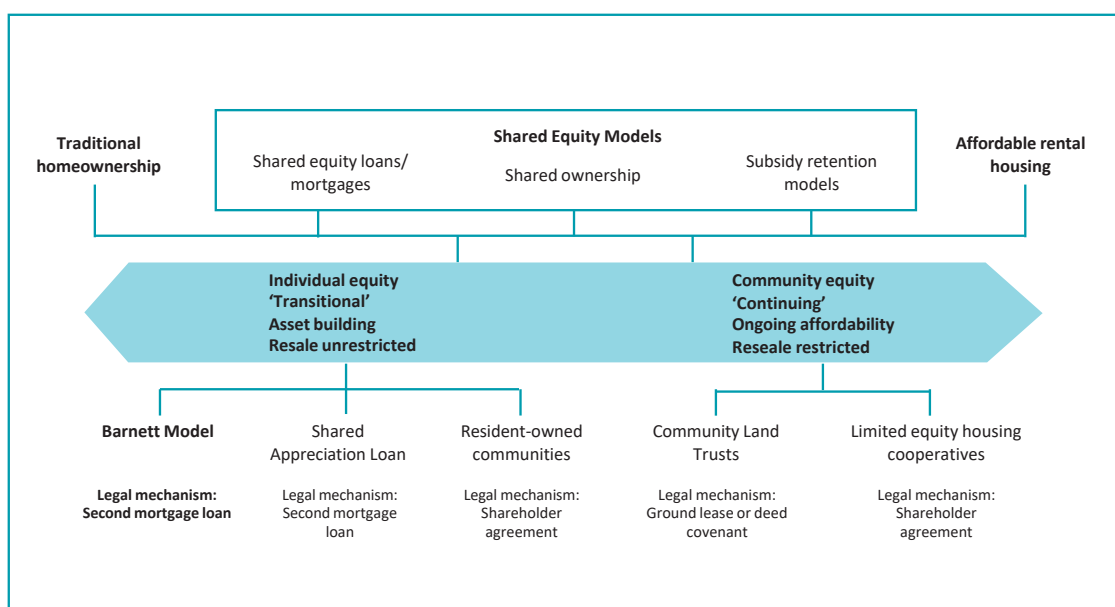 Shared Equity Models
Traditional
homeownership
Shared equity loans/
mortgages
Shared ownership
Subsidy retention
models
Affordable rental
housing
Individual equity
‘Transitional’
Asset building
Resale unrestricted
Community equity
‘Continuing’
Ongoing affordability
Reseale restricted
Barnett Model
Legal mechanism:
Second mortgage loan
Shared
Appreciation Loan
Legal mechanism:
Second mortgage
loan
Resident-owned
communities
Legal mechanism:
Shareholder
agreement
Community Land
Trusts
Legal mechanism:
Ground lease or deed
covenant
Limited equity housing
cooperatives
Legal mechanism:
Shareholder
agreement